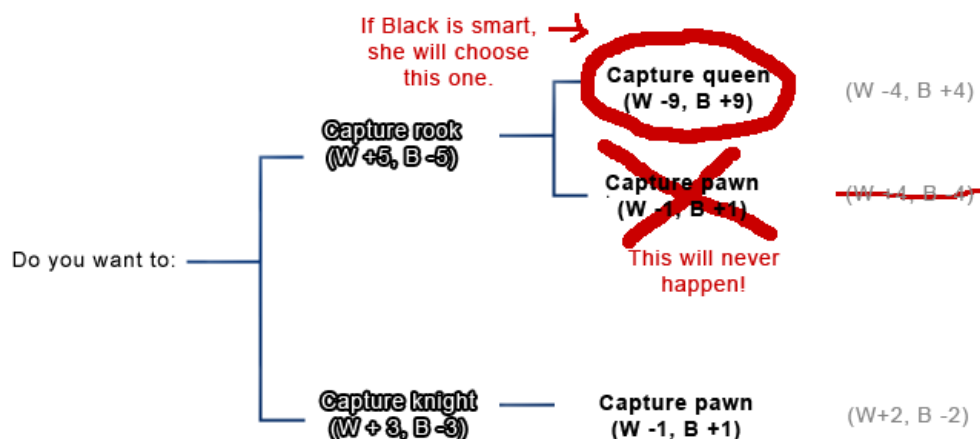 If Black is smart,
she will choose
this one.
Capture queen
(W -9, B +9)
(W -4, B +4)
Capture rook
(W +5, B -5)
Capture pawn
(W -1, B +1)
(W +4, B -4)
This will never
happen!
Do you want to:
Capture knight
(W + 3, B -3)
Capture pawn
(W -1, B +1)
(W+2, B -2)